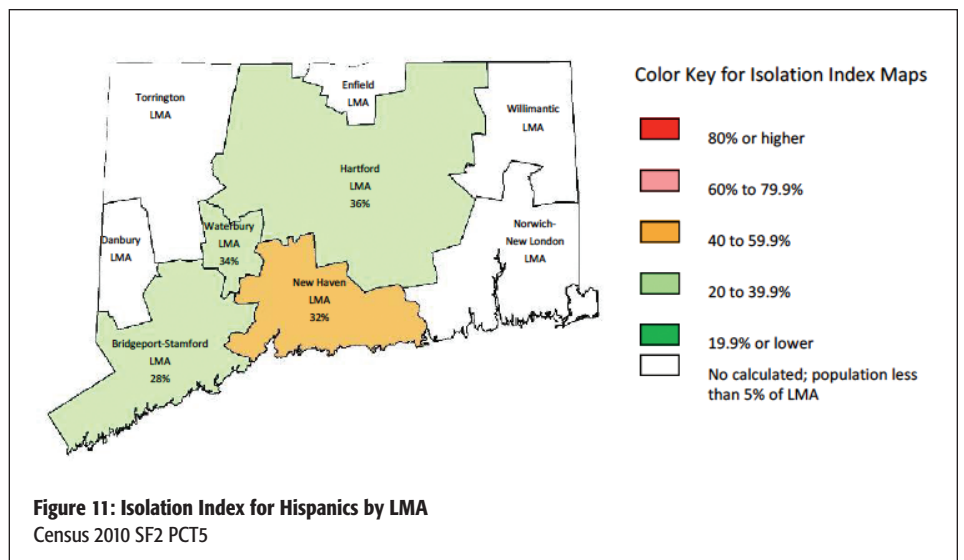 Torrington
LMA
Enfield
LMA
Willimantic
LMA
Hartford
LMA
36%
Waterbury
LMA
34%
Danbury
LMA
Norwich-
New London
LMA
New Haven
LMA
32%
Bridgeport-Stamford
LMA
28%
Color Key for Isolation Index Maps
80% or higher
60% to 79.9%
40 to 59.9%
20 to 39.9%
19.9% or lower
No calculated; population less
than 5% of LMA
Figure 11: Isolation Index for Hispanics by LMA
Census 2010 SF2 PCT5